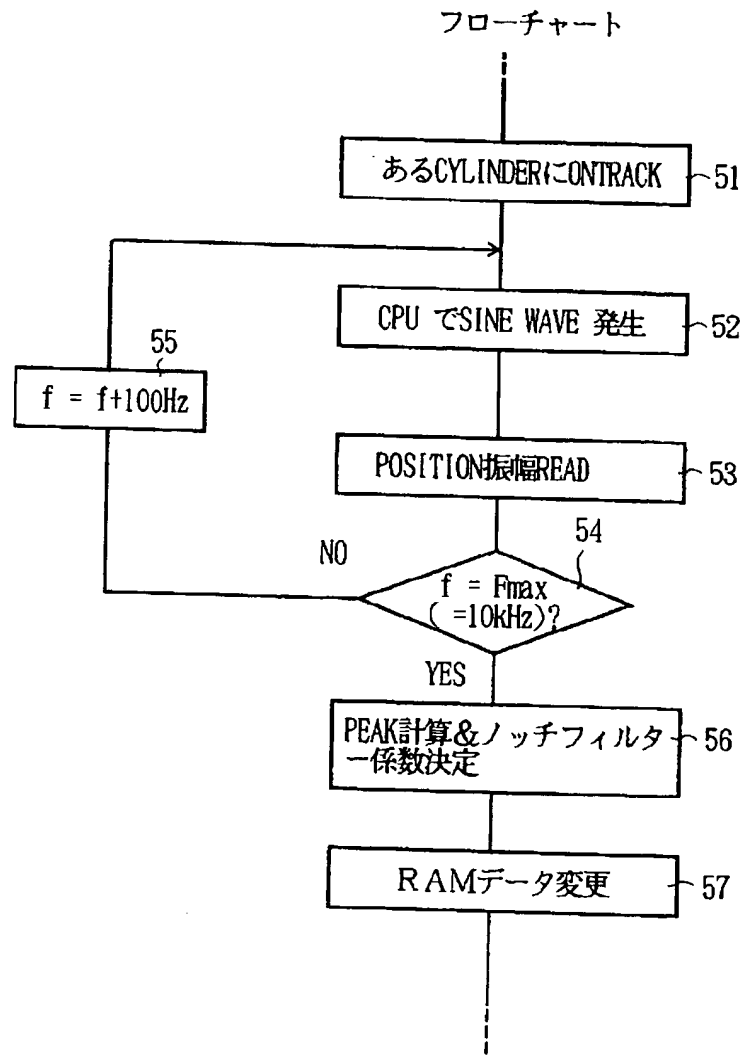 フローチャート
あるCYLINDERにONTRACK
51
CPU でSINE WAVE 発生
52
55
f = f+100Hz
POSITION振幅READ
53
54
NO
f = Fmax
( =10kHz)?
YES
PEAK計算&ノッチフィルタ
ー係数決定
56
RAMデータ変更
57